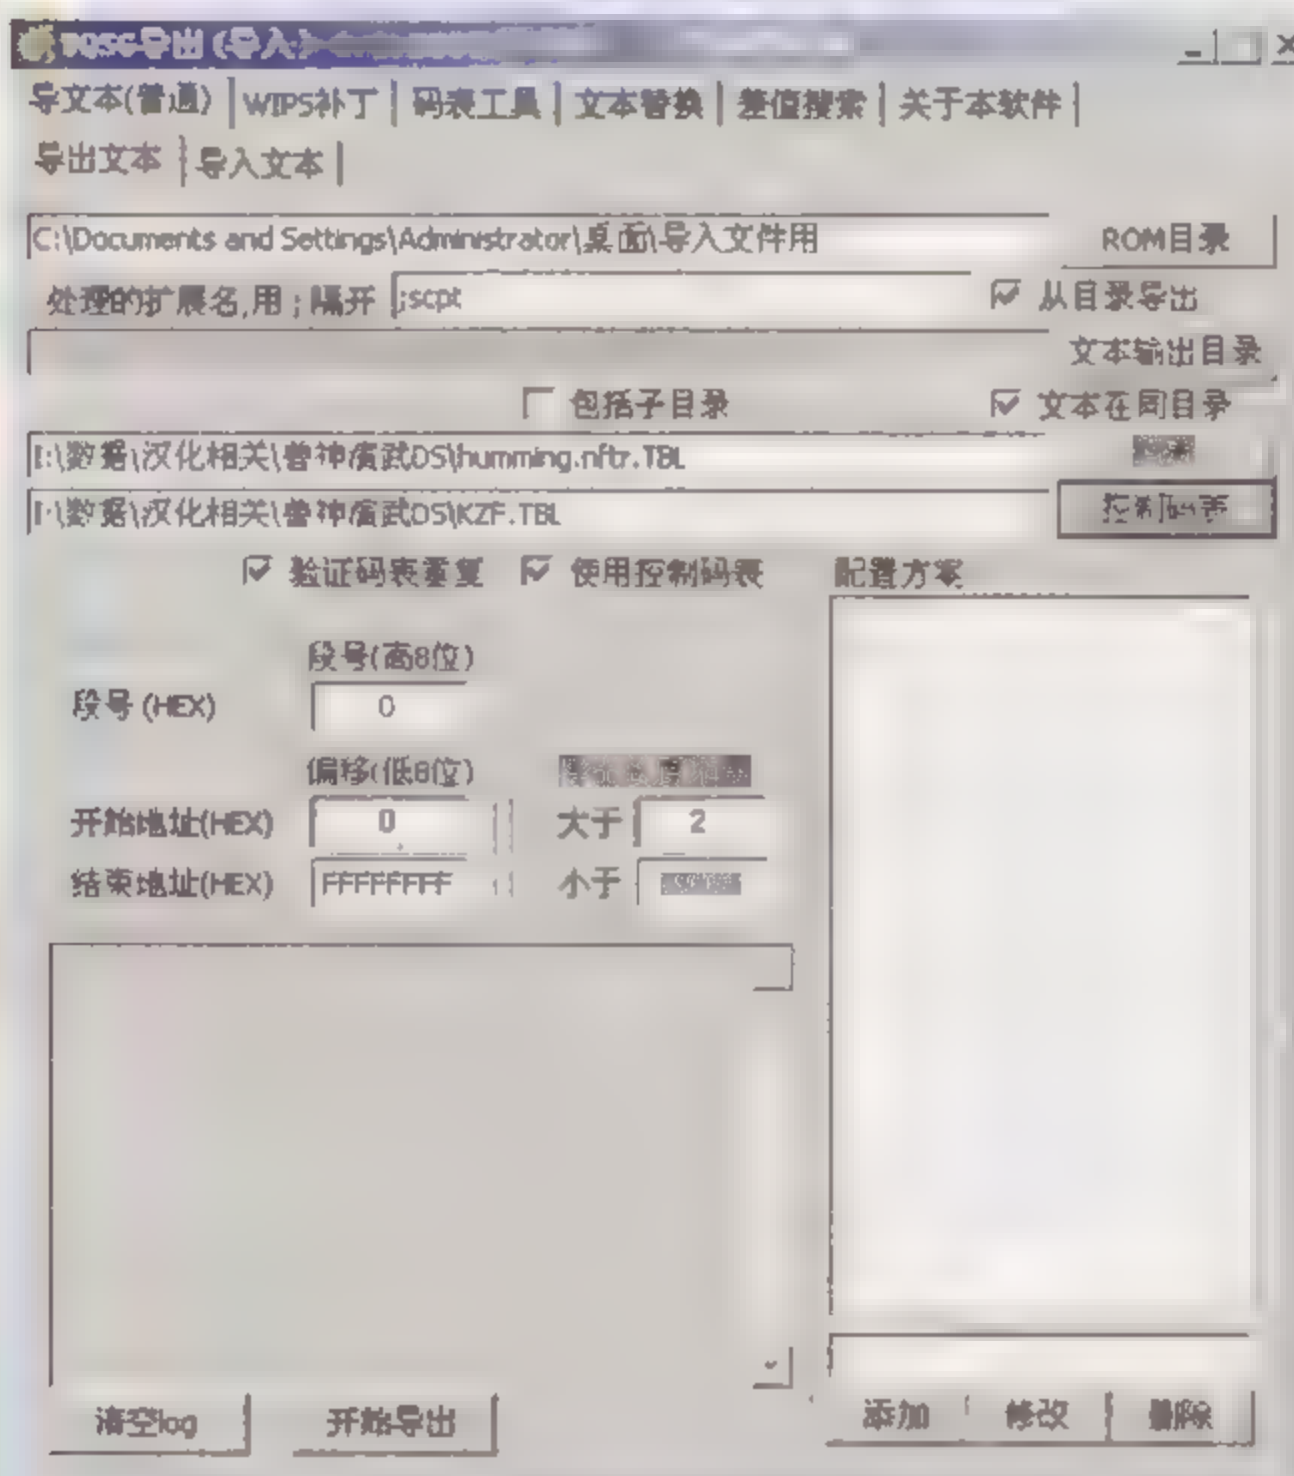 导出 (导入
导文本(普通) WIPS补丁 码表工具 文本替换 差值搜索 关于本软件
导出文本 导入文本
C:\Documents and Settings\Administrator\桌面\导入文件用 ROM目录
处理的扩展名,用；隔开 ;scpt 从目录导出
文本输出目录
包括子目录 文本在同目录
I:\数据\汉化相关\兽神演武DS\humming.nftr.TBL
I:\数据\汉化相关\兽神演武DS\KZF.TBL 控制码表
验证码表重复 使用控制码表 配置方案
段号(高8位)
段号 (HEX) 0
偏移(低8位)
开始地址(HEX) 0 大于 2
结束地址(HEX) FFFFFFFF 小于
清空log 开始导出 添加 修改 删除